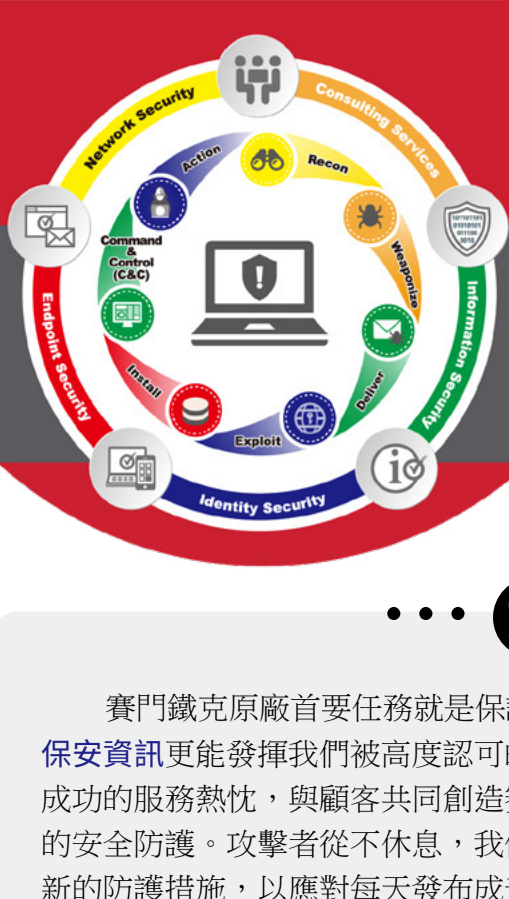 Network Security
Consulting Services
Information Security
Identity Security
Endpoint Security
Recon
Weaponize
Deliver
Exploit
Install
Command
&
Control
(C&C)
Action
101101101
01010101
011100
0010
賽門鐵克原廠首要任務就是保
保安資訊更能發揮我們被高度認可
成功的服務熱忱，與顧客共同創造
的安全防護。攻擊者從不休息，我
新的防護措施，以應對每天發布成